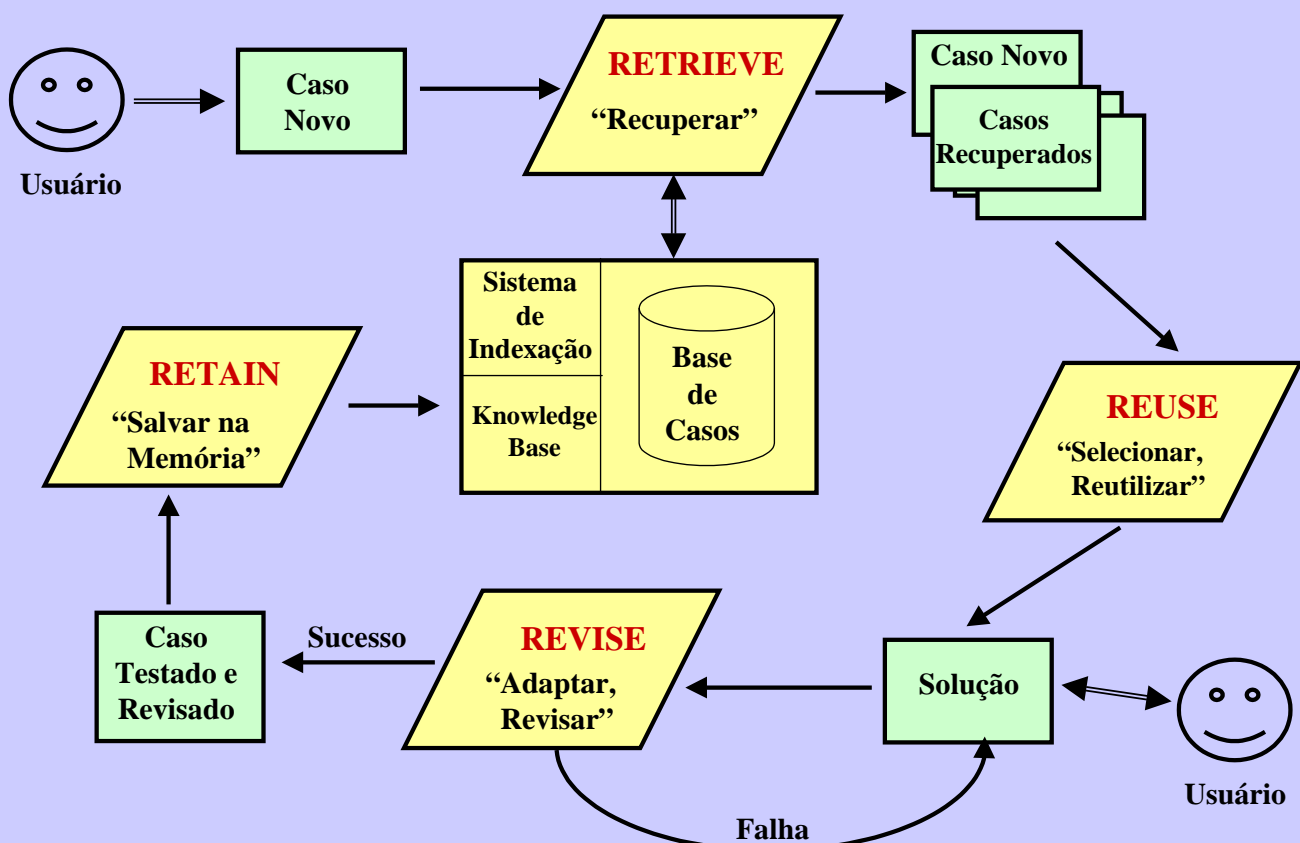 Usuário
Caso
Novo
RETRIEVE
“Recuperar”
Caso Novo
Casos
Recuperados
Sistema
de
Indexação
Knowledge
Base
Base
de
Casos
RETAIN
“Salvar na
Memória”
REUSE
“Selecionar,
Reutilizar”
Caso
Testado e
Revisado
Sucesso
REVISE
“Adaptar,
Revisar”
Solução
Usuário
Falha